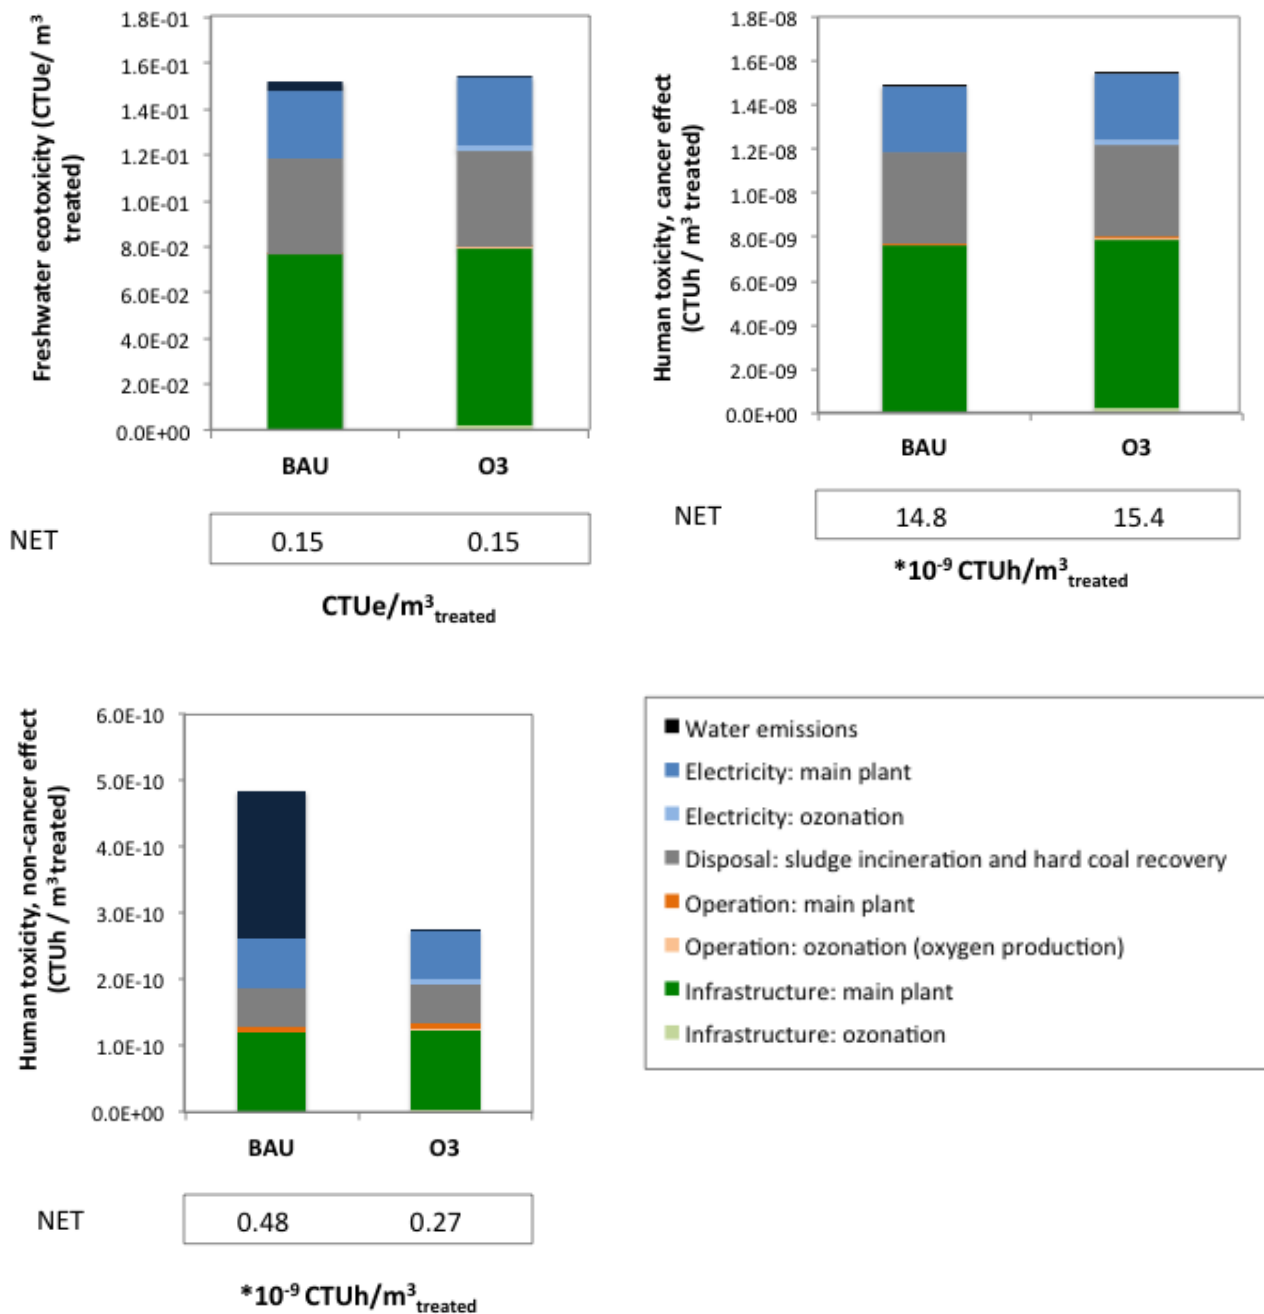 Freshwater ecotoxicity (CTUe/ m³
treated)
1.8E-01
1.6E-01
1.4E-01
1.2E-01
1.0E-01
8.0E-02
6.0E-02
4.0E-02
2.0E-02
0.0E+00
BAU O3
NET 0.15 0.15
CTUe/m³treated
Human toxicity, cancer effect
(CTUh / m³ treated)
1.8E-08
1.6E-08
1.4E-08
1.2E-08
1.0E-08
8.0E-09
6.0E-09
4.0E-09
2.0E-09
0.0E+00
BAU O3
NET 14.8 15.4
*10⁻⁹ CTUh/m³treated
Human toxicity, non-cancer effect
(CTUh / m³ treated)
6.0E-10
5.0E-10
4.0E-10
3.0E-10
2.0E-10
1.0E-10
0.0E+00
BAU O3
NET 0.48 0.27
*10⁻⁹ CTUh/m³treated
Water emissions
Electricity: main plant
Electricity: ozonation
Disposal: sludge incineration and hard coal recovery
Operation: main plant
Operation: ozonation (oxygen production)
Infrastructure: main plant
Infrastructure: ozonation